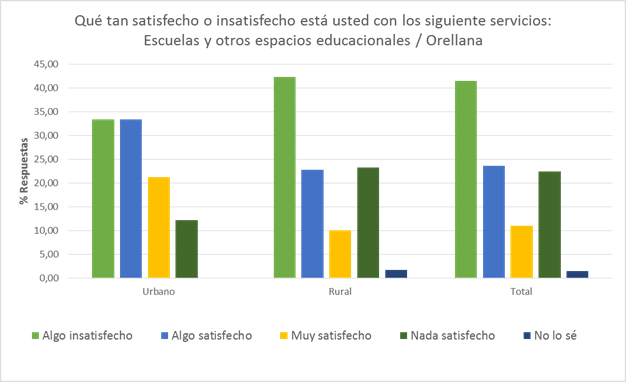 Qué tan satisfecho o insatisfecho está usted con los siguiente servicios:
Escuelas y otros espacios educacionales / Orellana
45,00
40,00
35,00
30,00
25,00
20,00
15,00
10,00
5,00
0,00
% Respuestas
Urbano Rural Total
Algo insatisfecho Algo satisfecho Muy satisfecho Nada satisfecho No lo sé